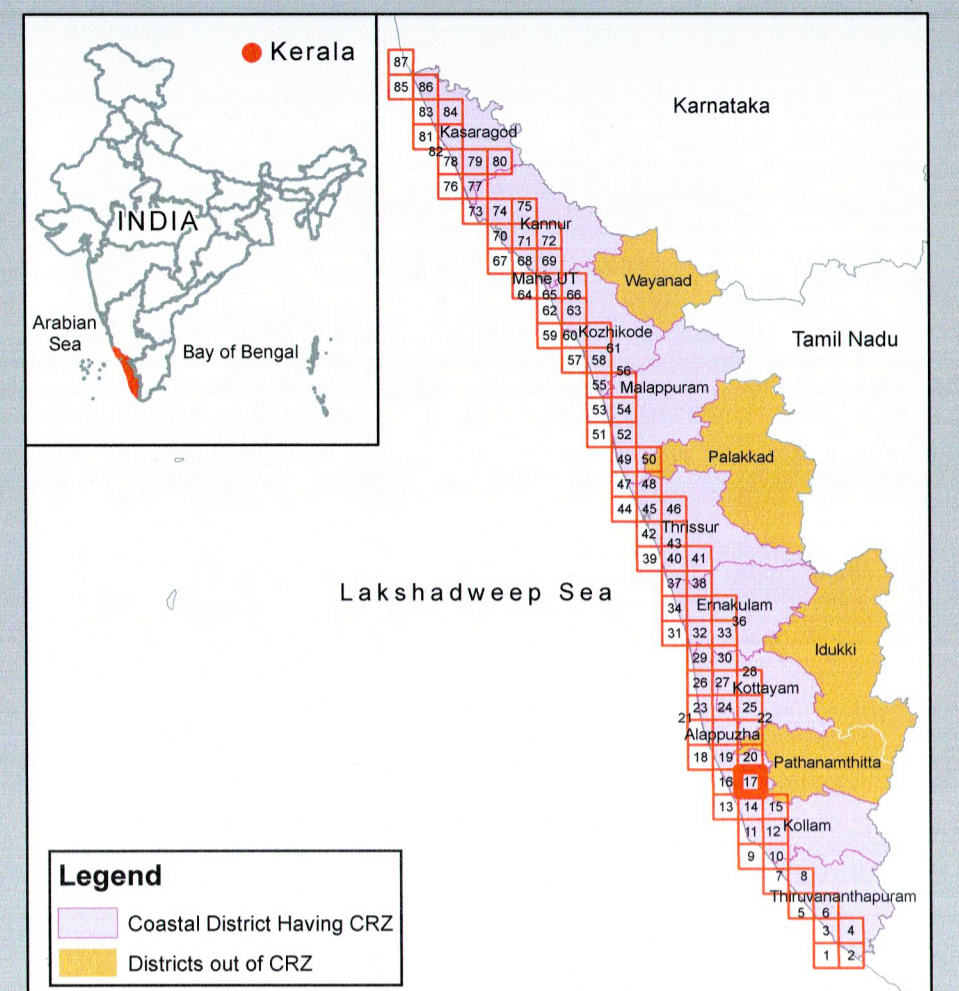 Kerala
INDIA
Arabian
Sea
Bay of Bengal
Karnataka
Tamil Nadu
Lakshadweep Sea
87
85 86
83 84
81 Kasaragod
82
78 79 80
76 77
73 74 75
Kannur
70 71 72
67 68 69
Mahe UT
64 65 66
62 63
Wayanad
59 60 Kozhikode
61
57 58
56
55 Malappuram
53 54
51 52
49 50 Palakkad
47 48
44 45 46
42 Thrissur
43
39 40 41
37 38
34 Ernakulam
36
31 32 33
29 30
Idukki
28
26 27 Kottayam
23 24 25
21 22
Alappuzha
18 19 20 Pathanamthitta
16 17
13 14 15
11 12 Kollam
9 10
7 8
Thiruvananthapuram
5 6
3 4
1 2
Legend
Coastal District Having CRZ
Districts out of CRZ